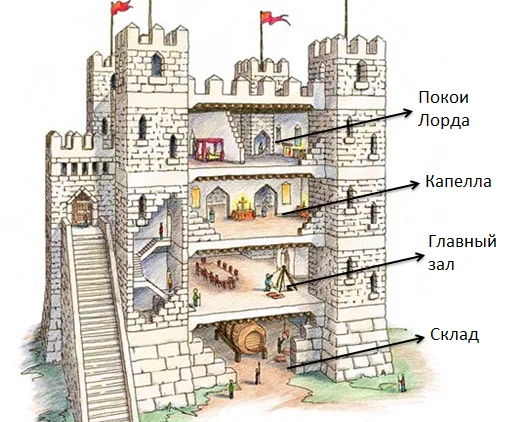 Покои
Лорда
Капелла
Главный
зал
Склад